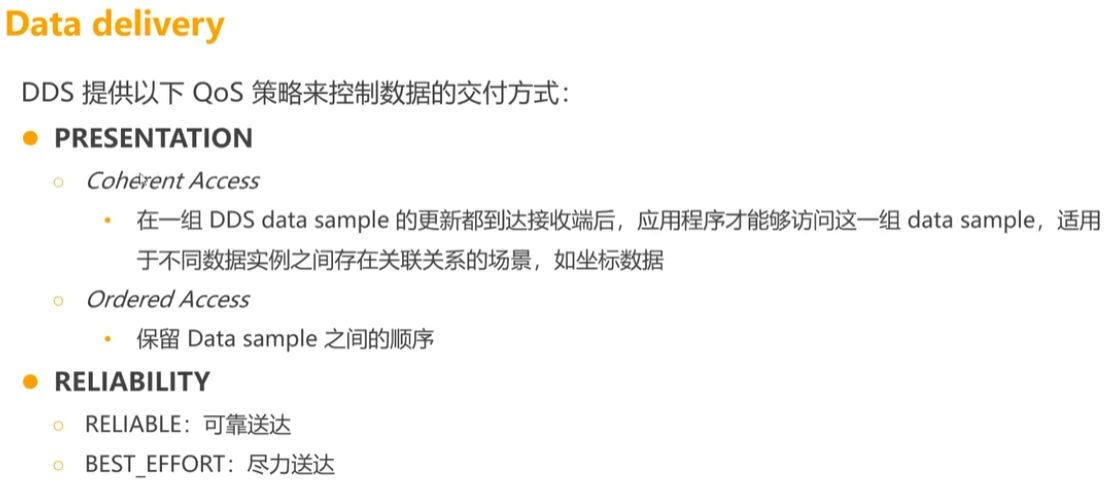 Data delivery
DDS 提供以下 QoS 策略来控制数据的交付方式：
PRESENTATION
Coherent Access
在一组 DDS data sample 的更新都到达接收端后，应用程序才能够访问这一组 data sample，适用
于不同数据实例之间存在关联关系的场景，如坐标数据
Ordered Access
保留 Data sample 之间的顺序
RELIABILITY
RELIABLE：可靠送达
BEST_EFFORT：尽力送达